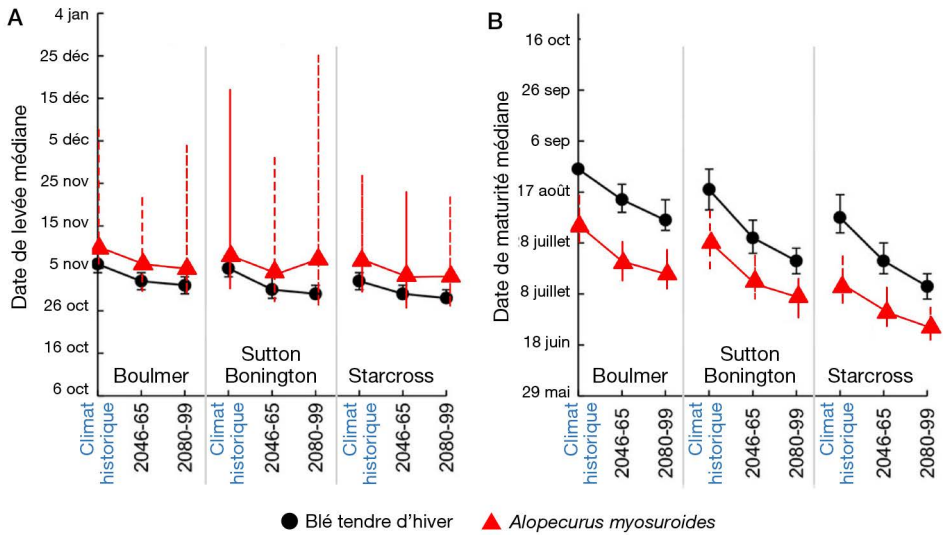 A
Date de levée médiane
4 jan
25 déc
15 déc
5 déc
25 nov
15 nov
5 nov
26 oct
16 oct
6 oct
Boulmer
Sutton
Bonington
Starcross
Climat
historique
2046-65
2080-99
Climat
historique
2046-65
2080-99
Climat
historique
2046-65
2080-99
B
Date de maturité médiane
16 oct
26 sep
6 sep
17 août
8 juillet
8 juillet
18 juin
29 mai
Boulmer
Sutton
Bonington
Starcross
Climat
historique
2046-65
2080-99
Climat
historique
2046-65
2080-99
Climat
historique
2046-65
2080-99
Blé tendre d'hiver
Alopecurus myosuroides